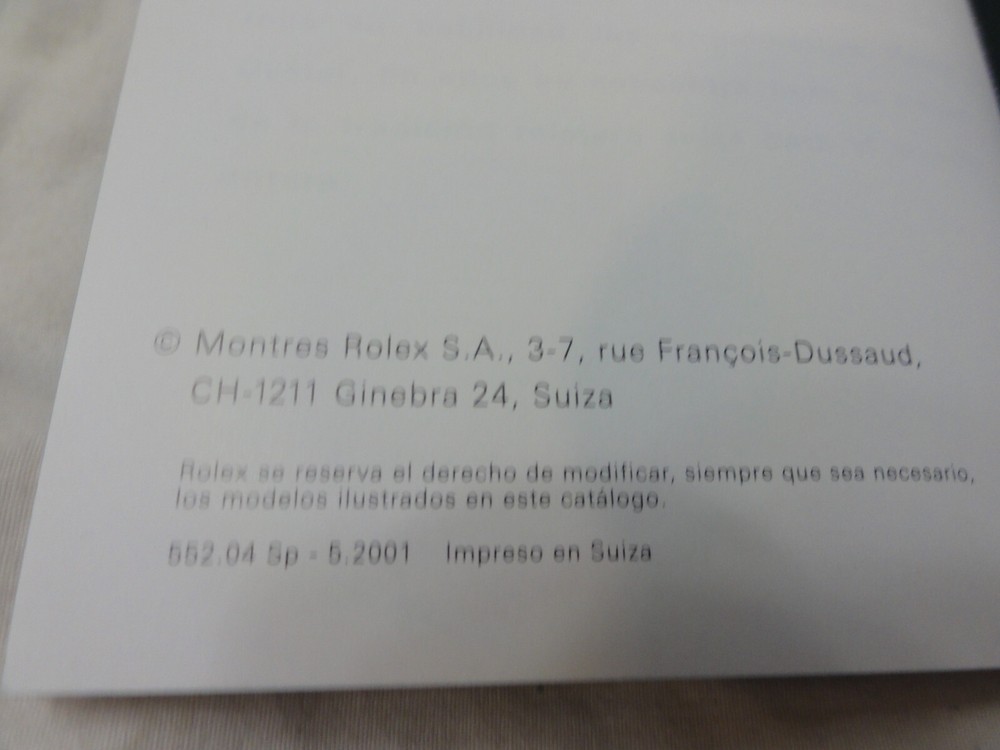 © Montres Rolex S.A., 3-7, rue François-Dussaud,
CH-1211 Ginebra 24, Suiza
Rolex se reserva el derecho de modificar, siempre que sea necesario,
los modelos ilustrados en este catálogo.
552.04 Sp - 5.2001 Impreso en Suiza